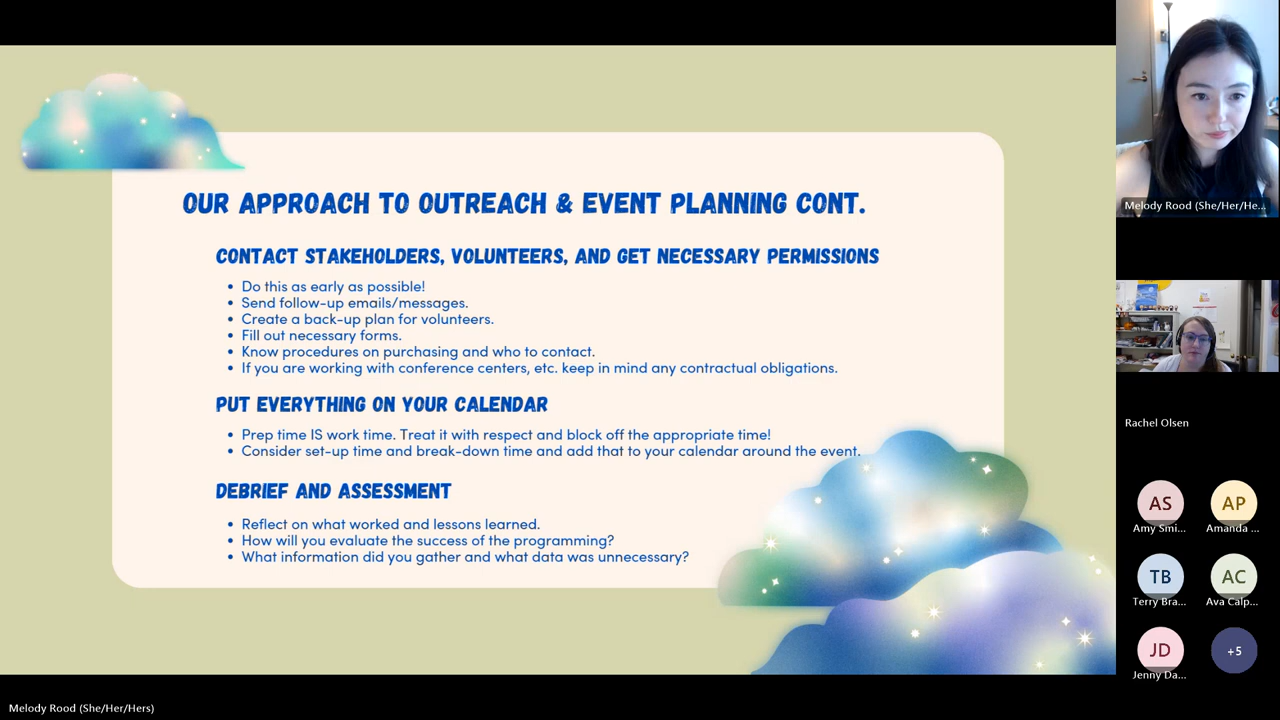 OUR APPROACH TO OUTREACH & EVENT PLANNING CONT.
CONTACT STAKEHOLDERS, VOLUNTEERS, AND GET NECESSARY PERMISSIONS
• Do this as early as possible!
• Send follow-up emails/messages.
• Create a back-up plan for volunteers.
• Fill out necessary forms.
• Know procedures on purchasing and who to contact.
• If you are working with conference centers, etc. keep in mind any contractual obligations.
PUT EVERYTHING ON YOUR CALENDAR
• Prep time IS work time. Treat it with respect and block off the appropriate time!
• Consider set-up time and break-down time and add that to your calendar around the event.
DEBRIEF AND ASSESSMENT
• Reflect on what worked and lessons learned.
• How will you evaluate the success of the programming?
• What information did you gather and what data was unnecessary?
Melody Rood (She/Her/He...
Rachel Olsen
AS
AP
Amy Smi...
Amanda ...
TB
AC
Terry Bra...
Ava Calp...
JD
+5
Jenny Da...
Melody Rood (She/Her/Hers)